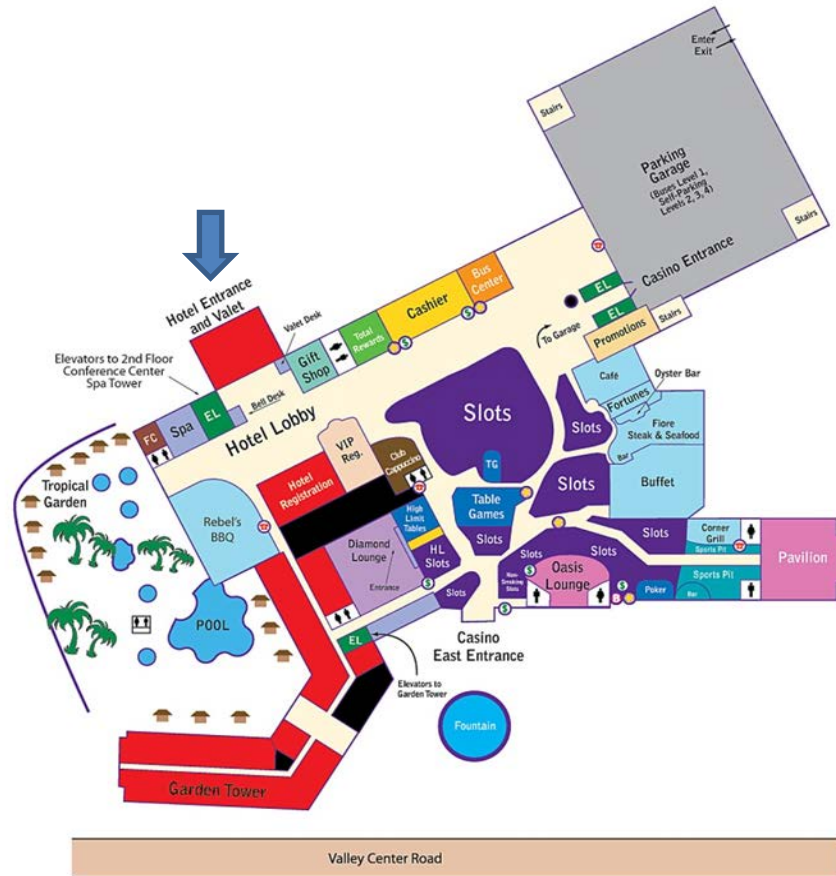 Enter
Exit
Stairs
Parking
Garage
(Buses Level 1,
Self-Parking
Levels 2, 3, 4)
Stairs
Casino Entrance
EL
EL
Stairs
Promotions
To Garage
Bus
Center
Cashier
Total
Rewards
Gift
Shop
Valet Desk
Hotel Entrance
and Valet
Elevators to 2nd Floor
Conference Center
Spa Tower
Bell Desk
EL
Spa
FC
Hotel Lobby
Café
Oyster Bar
Fortunes
Fiore
Steak & Seafood
Bar
Buffet
Slots
Slots
Slots
TG
Table
Games
Slots
VIP
Reg.
Club
Cappuccino
Hotel
Registration
High
Limit
Tables
HL
Slots
Diamond
Lounge
Entrance
Tropical
Garden
Rebel's
BBQ
POOL
Slots
Slots
Slots
Non-
Smoking
Slots
Oasis
Lounge
B
Poker
Slots
Corner
Grill
Sports Pit
Sports Pit
Bar
Pavilion
Casino
East Entrance
EL
Elevators to
Garden Tower
Fountain
Garden Tower
Valley Center Road